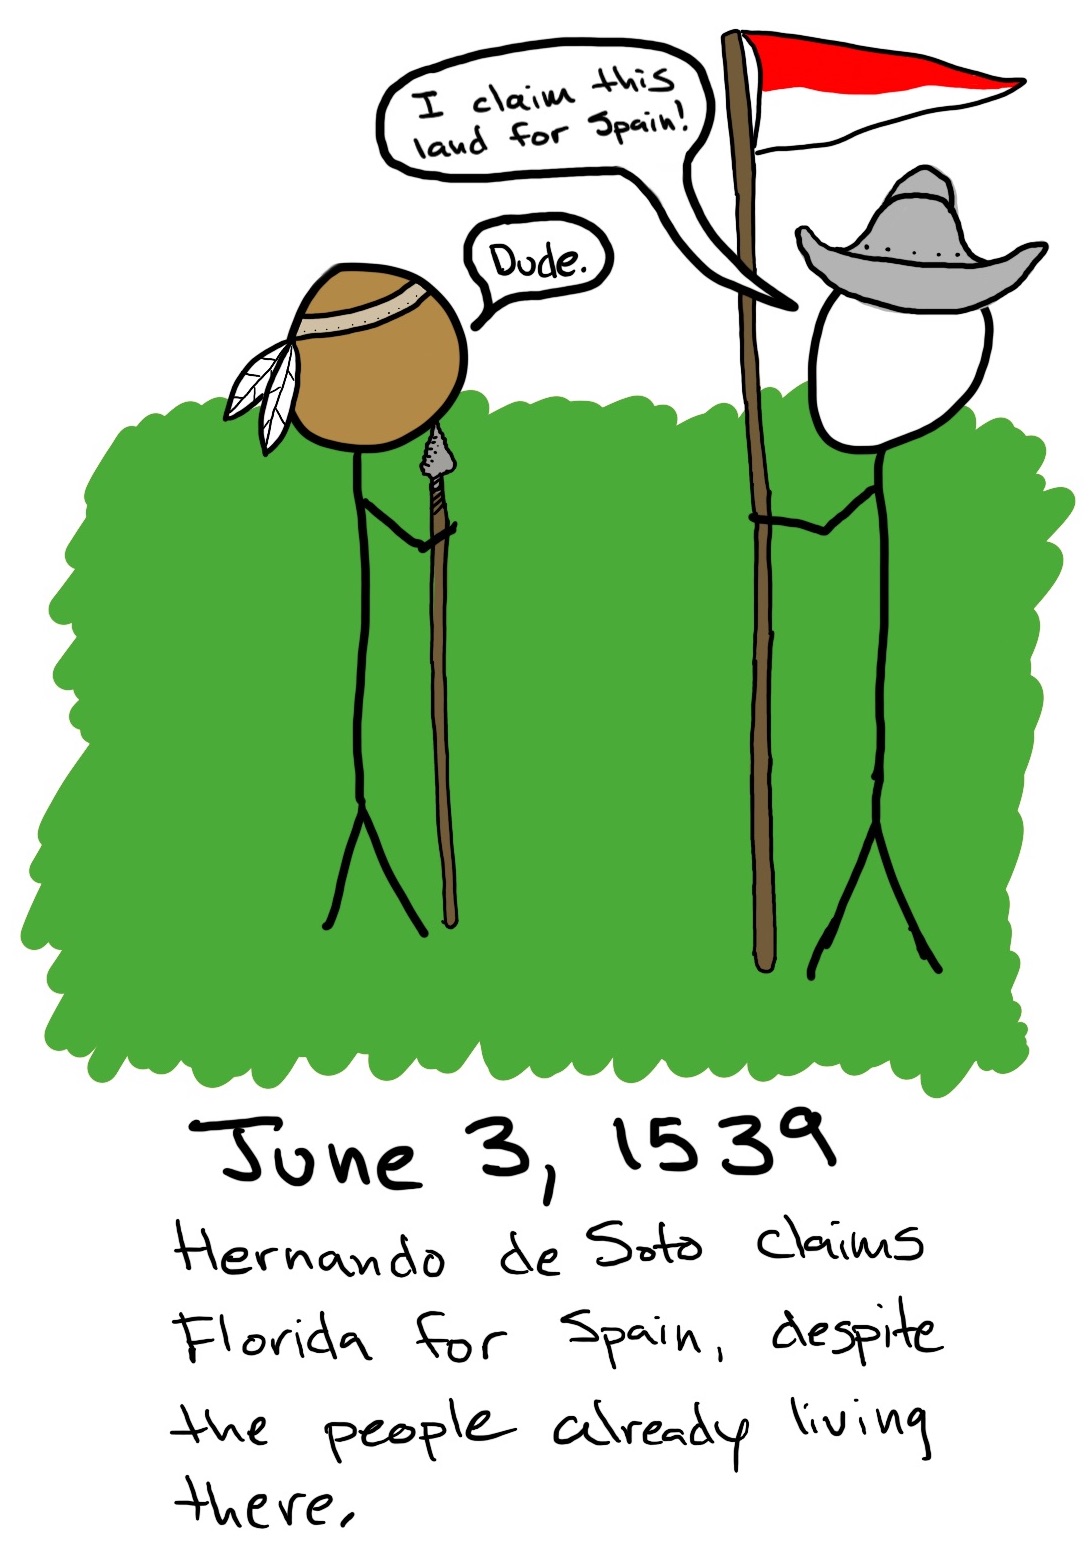 I claim this
land for Spain!
Dude.
June 3, 1539
Hernando de Soto claims
Florida for Spain, despite
the people already living
there.